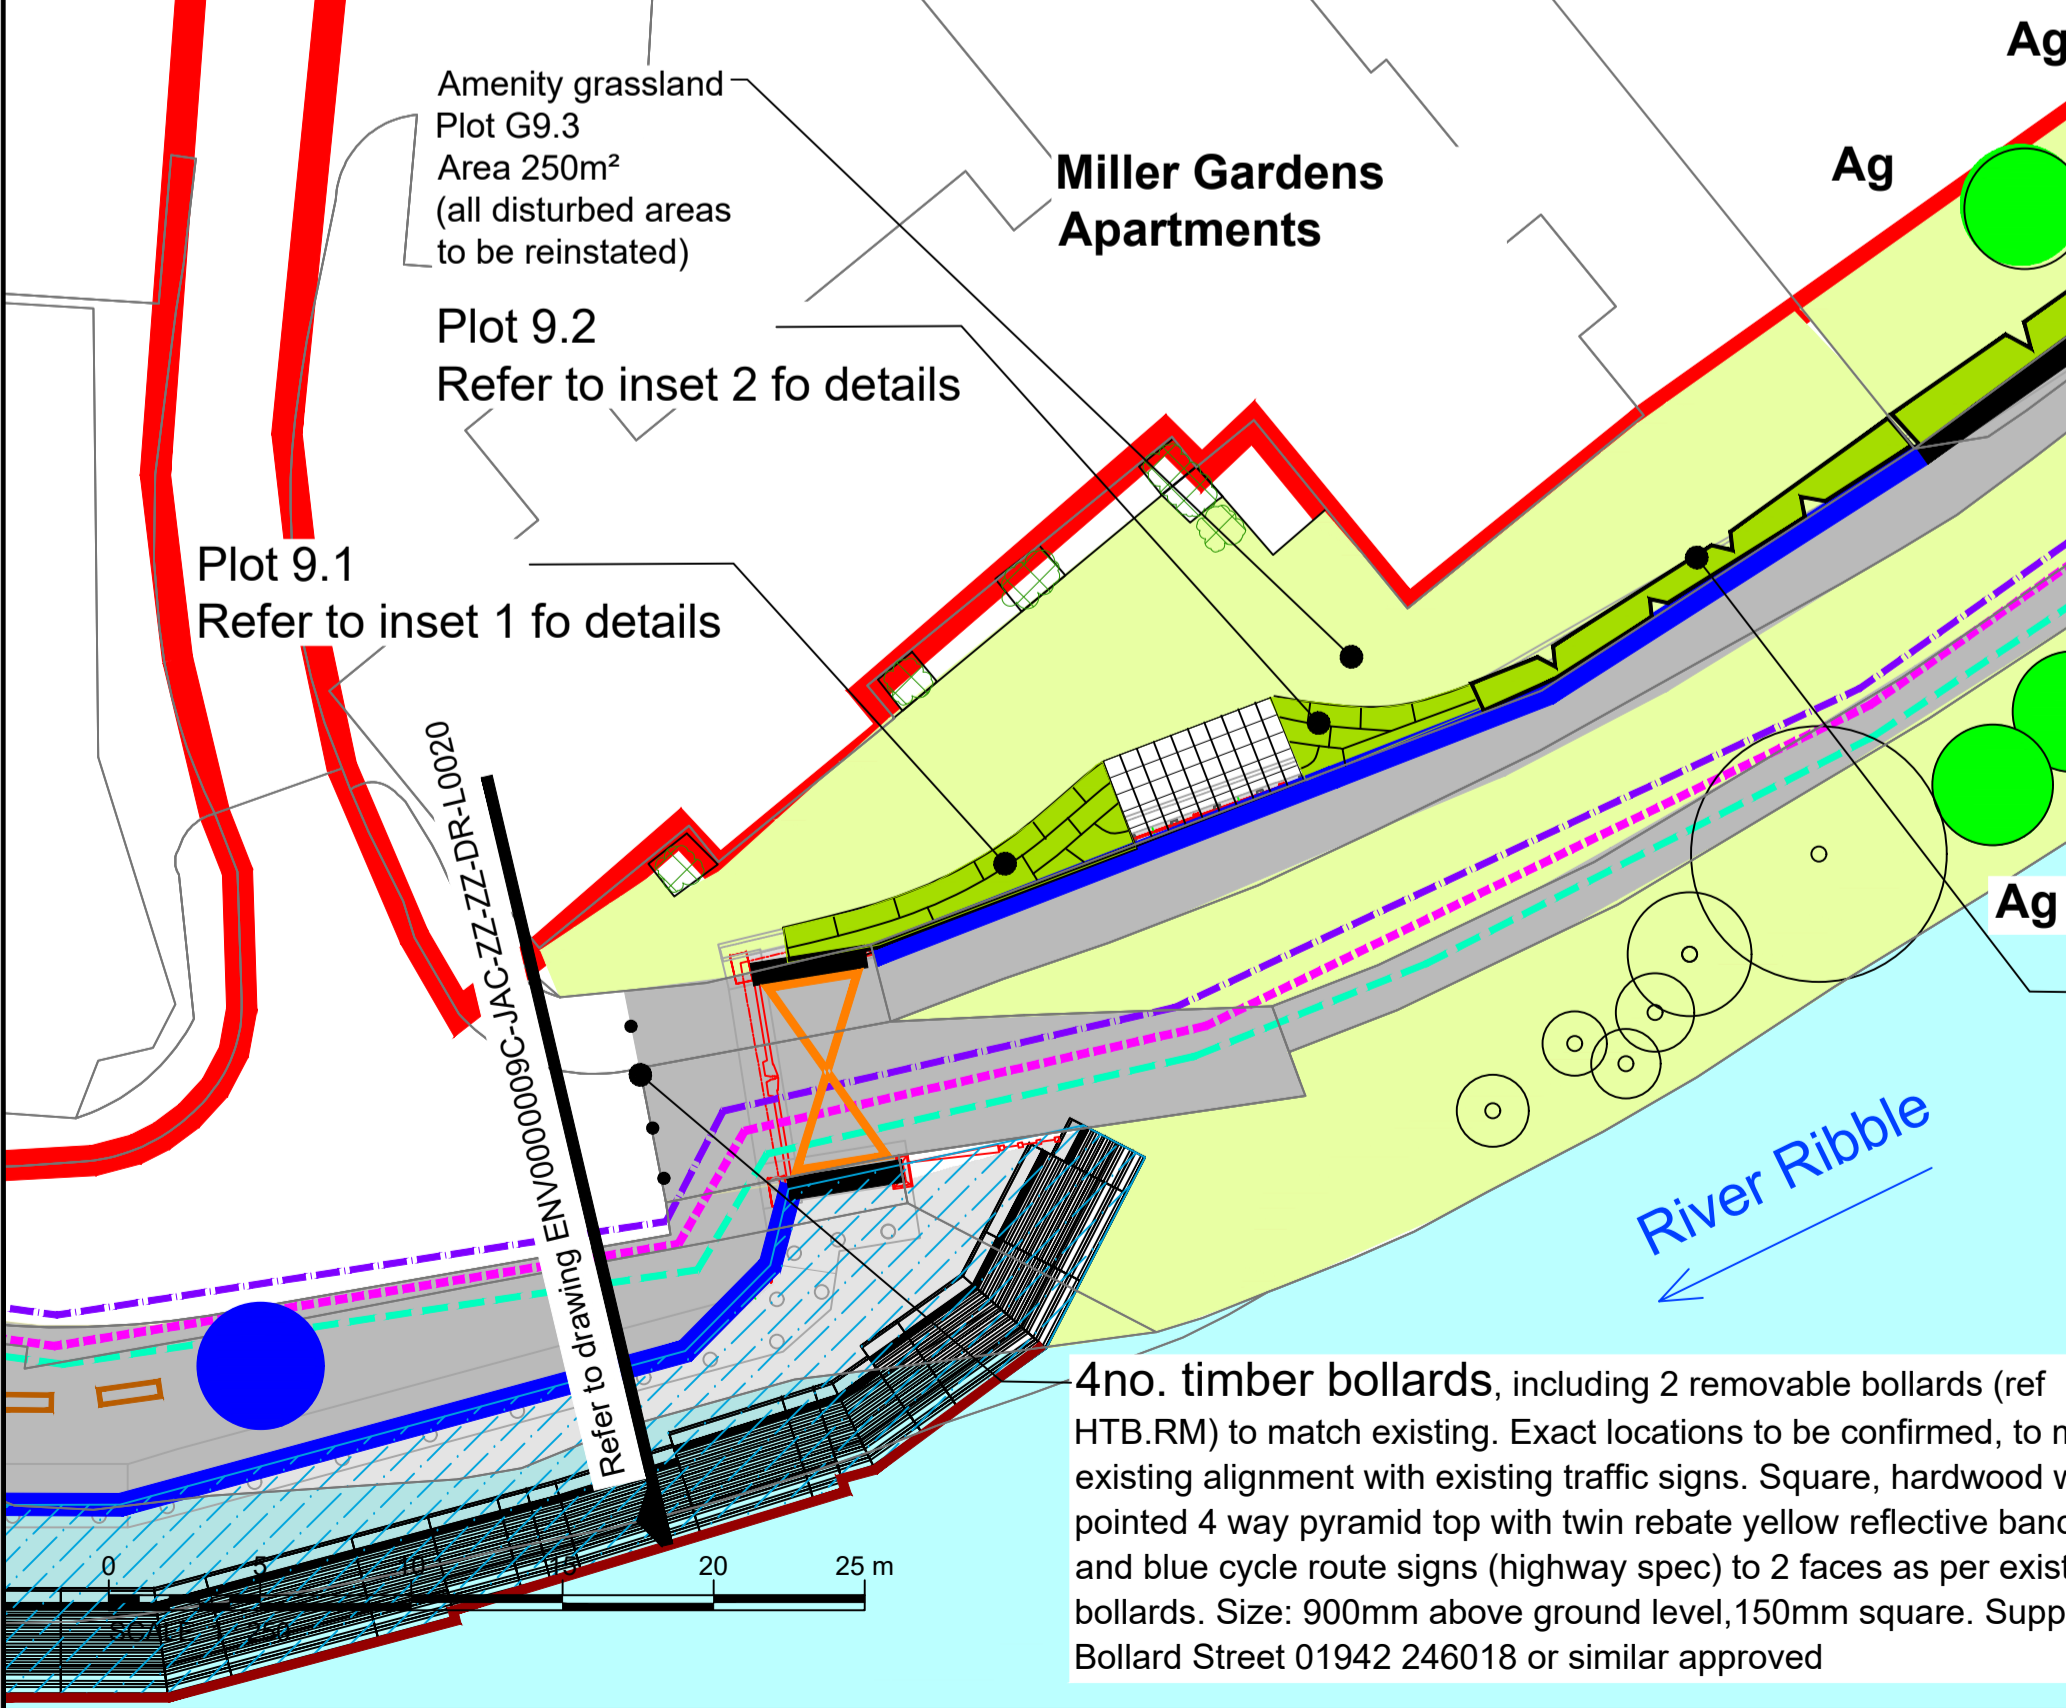 Ag
Amenity grassland
Plot G9.3
Area 250m²
(all disturbed areas
to be reinstated)
Miller Gardens
Apartments
Ag
Plot 9.2
Refer to inset 2 fo details
Plot 9.1
Refer to inset 1 fo details
Refer to drawing ENV0000009C-JAC-ZZ-ZZ-DR-L0020
Ag
River Ribble
4no. timber bollards, including 2 removable bollards (ref
HTB.RM) to match existing. Exact locations to be confirmed, to
existing alignment with existing traffic signs. Square, hardwood
pointed 4 way pyramid top with twin rebate yellow reflective
and blue cycle route signs (highway spec) to 2 faces as per
bollards. Size: 900mm above ground level,150mm square.
Bollard Street 01942 246018 or similar approved
0 5 10 15 20 25 m
SCALE 1:250